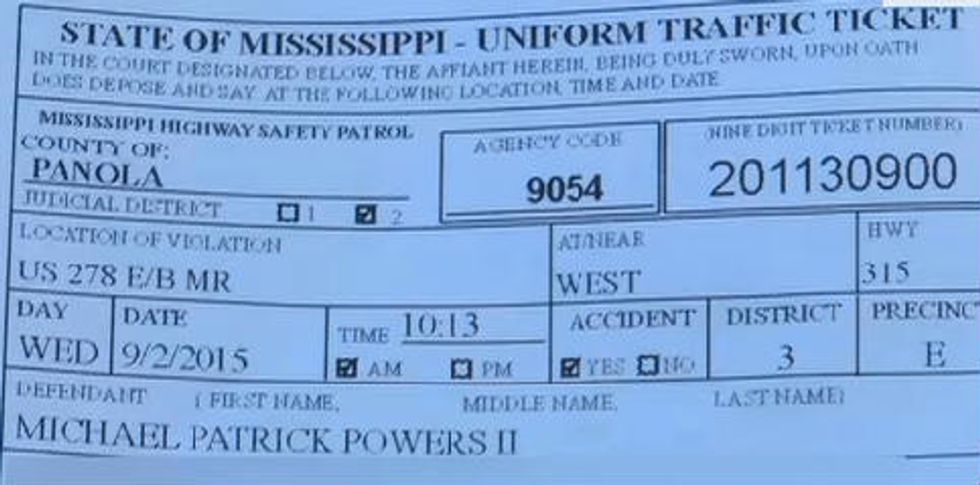 STATE OF MISSISSIPPI - UNIFORM TRAFFIC TICKET
IN THE COURT DESIGNATED BELOW, THE AFFIANT HEREIN, BEING DULY SWORN, UPON OATH
DOES DEPOSE AND SAY AT THE FOLLOWING LOCATION, TIME AND DATE
MISSISSIPPI HIGHWAY SAFETY PATROL
COUNTY OF:
PANOLA
JUDICIAL DISTRICT 1 2
AGENCY CODE
9054
(NINE DIGIT TICKET NUMBER)
201130900
LOCATION OF VIOLATION
US 278 E/B MR
AT/NEAR
WEST
HWY
315
DAY
WED
DATE
9/2/2015
TIME 10:13
AM PM
ACCIDENT
YES NO
DISTRICT
3
PRECINC
E
DEFENDANT (FIRST NAME, MIDDLE NAME, LAST NAME)
MICHAEL PATRICK POWERS II